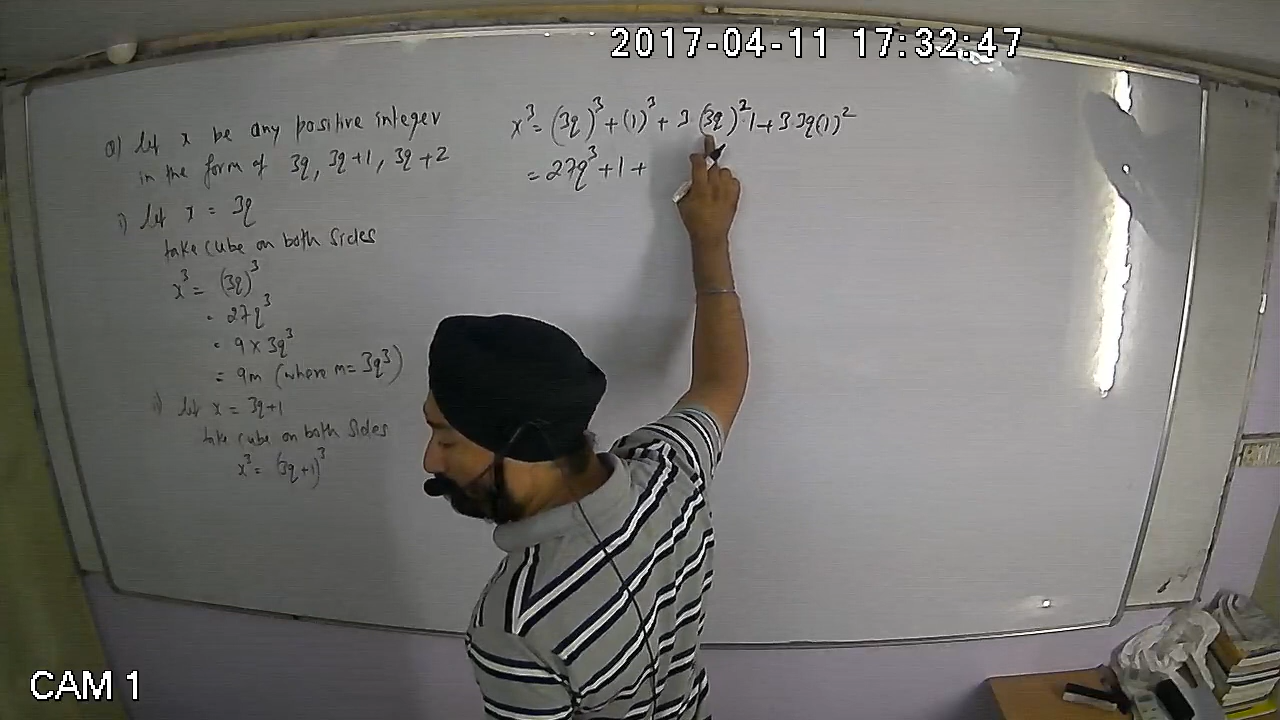 2017-04-11 17:32:47
a) let x be any positive integer
in the form of 3q, 3q+1, 3q+2
i) let x = 3q
take cube on both sides
x³ = (3q)³
= 27q³
= 9 × 3q³
= 9m (where m = 3q³)
ii) let x = 3q+1
take cube on both sides
x³ = (3q+1)³
x³ = (3q)³ + (1)³ + 3(3q)² 1 + 3 3q(1)²
= 27q³ + 1 +
CAM 1